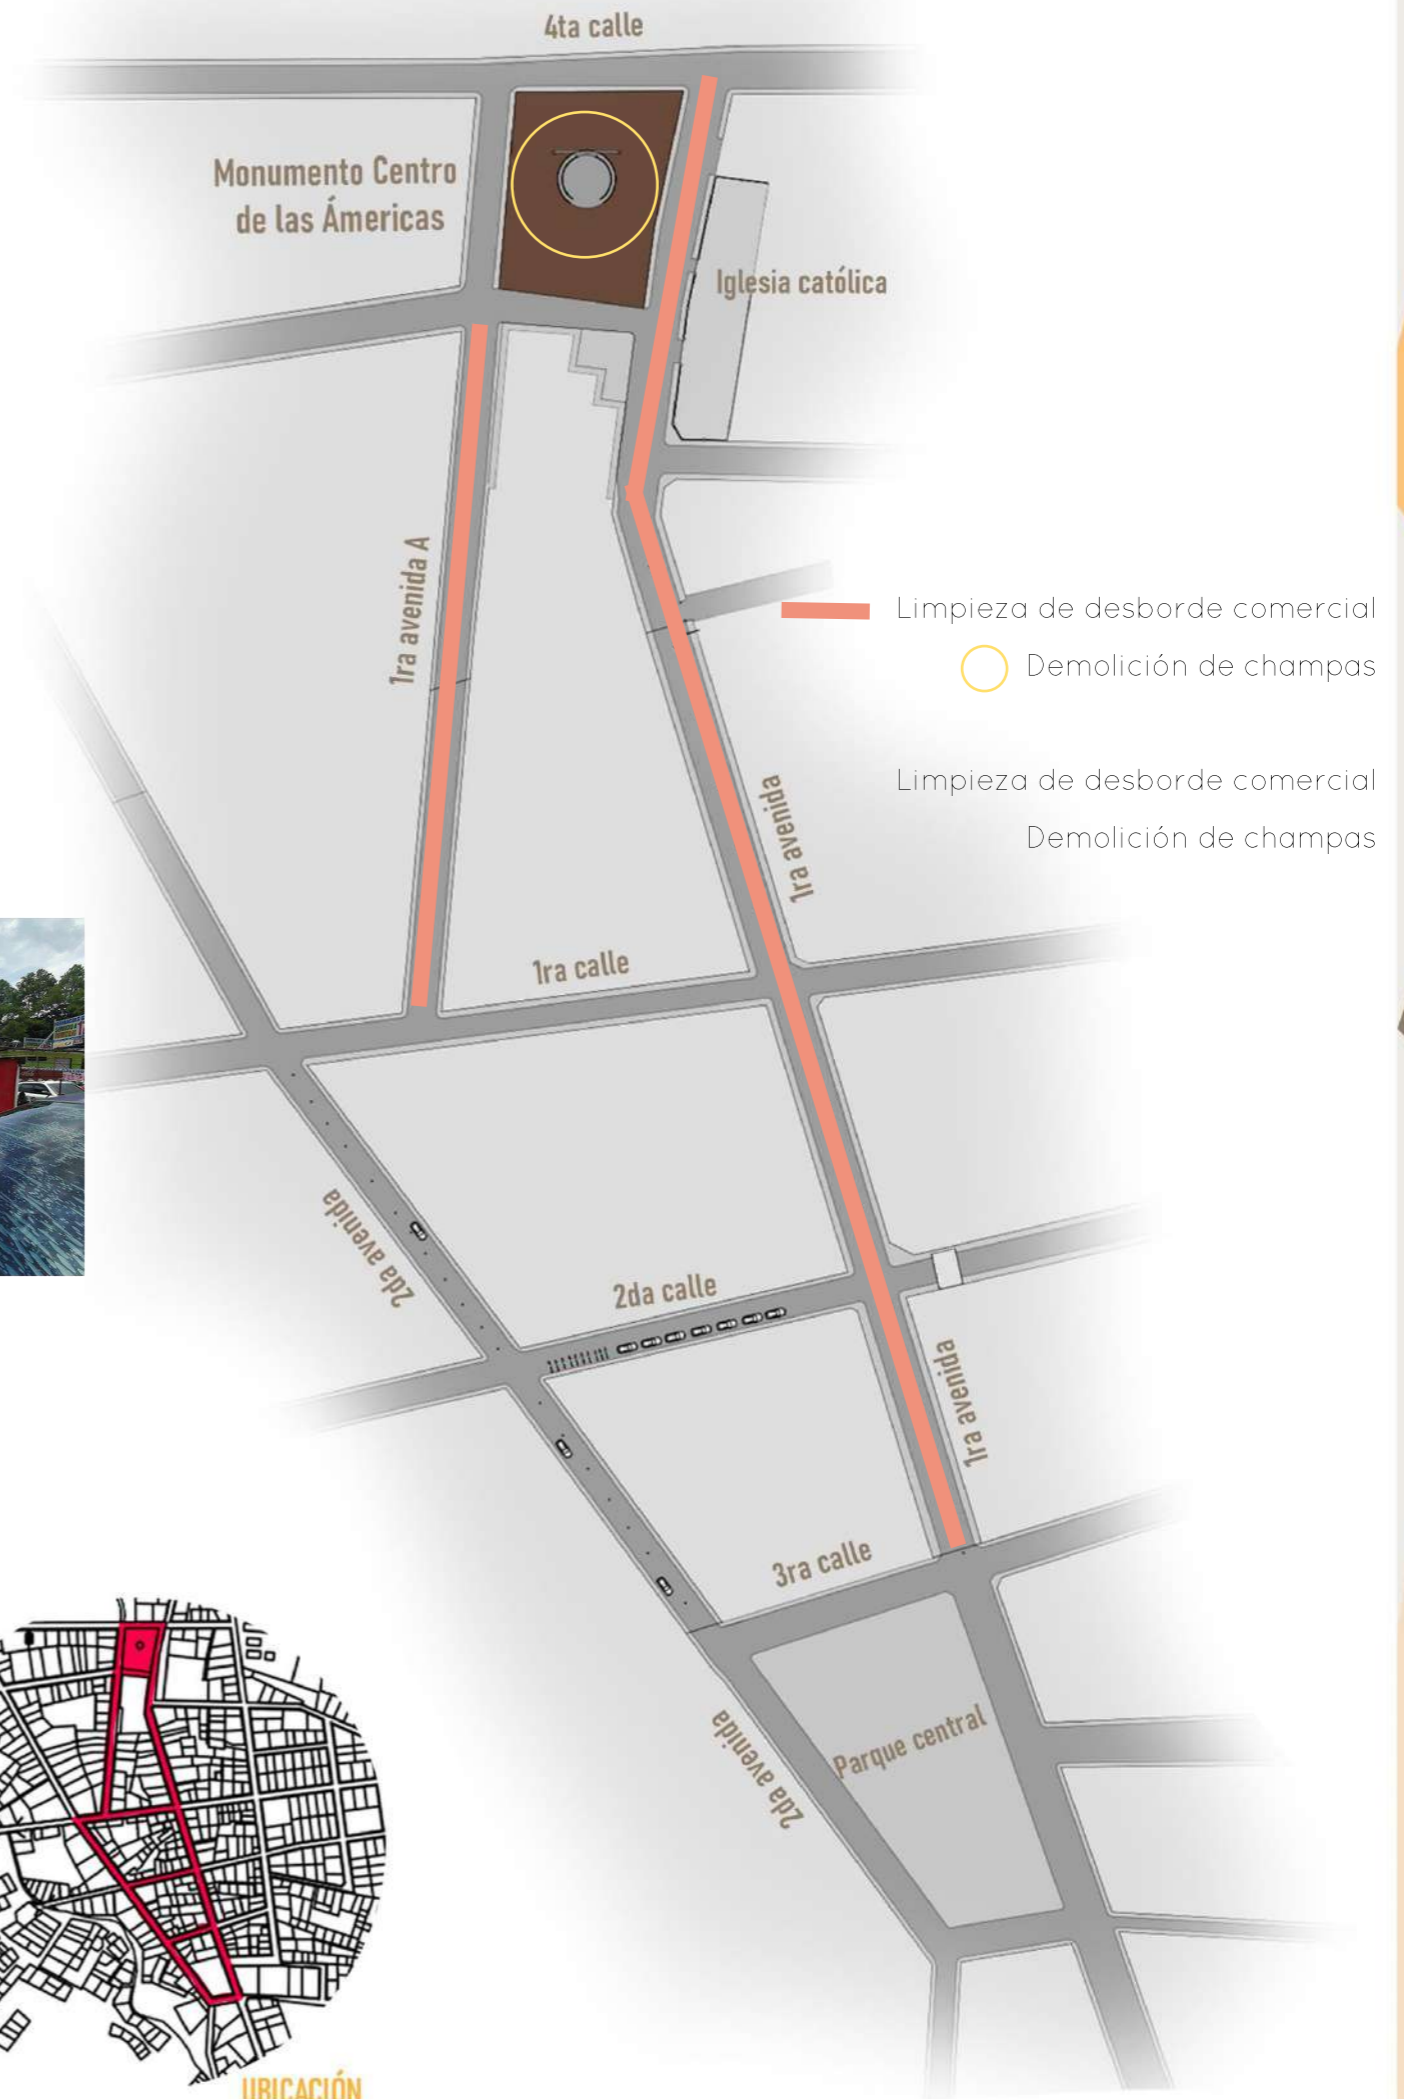 4ta calle
Monumento Centro
de las Ámericas
Iglesia católica
1ra avenida A
Limpieza de desborde comercial
Demolición de champas
Limpieza de desborde comercial
Demolición de champas
1ra avenida
1ra calle
2da avenida
2da calle
1ra avenida
3ra calle
2da avenida
Parque central
UBICACIÓN